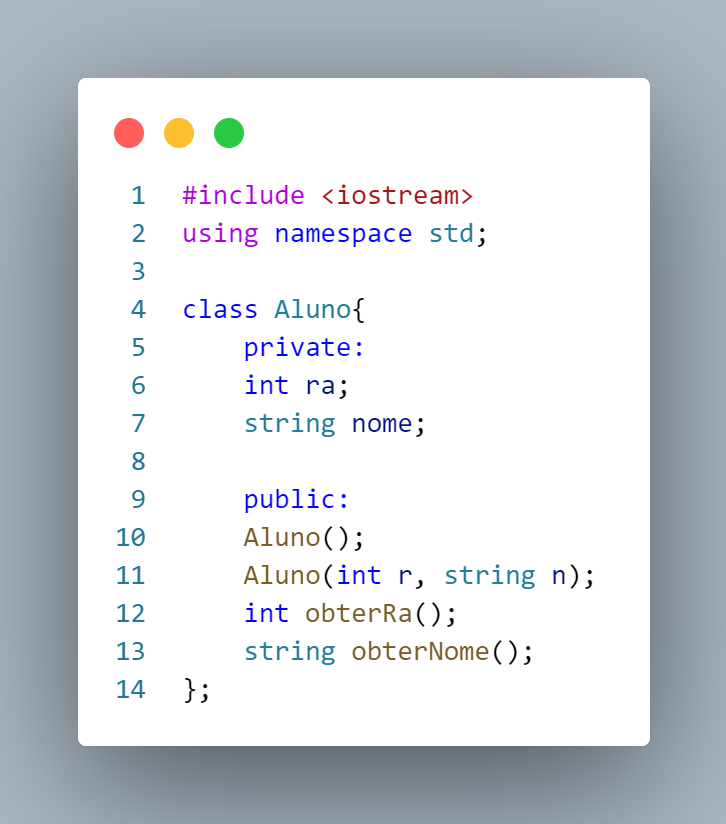 1 #include <iostream>
2 using namespace std;
3
4 class Aluno{
5     private:
6     int ra;
7     string nome;
8
9     public:
10     Aluno();
11     Aluno(int r, string n);
12     int obterRa();
13     string obterNome();
14 };